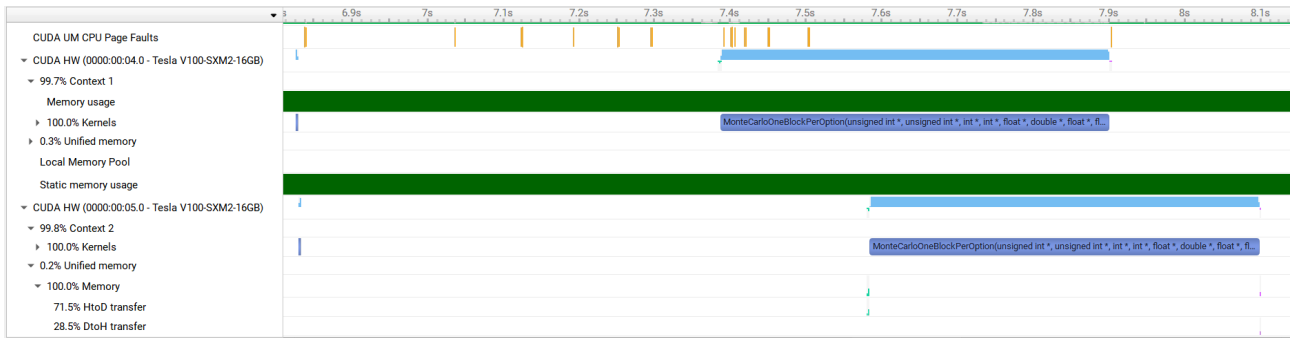 s 6.9s 7s 7.1s 7.2s 7.3s 7.4s 7.5s 7.6s 7.7s 7.8s 7.9s 8s 8.1s
CUDA UM CPU Page Faults
CUDA HW (0000:00:04.0 - Tesla V100-SXM2-16GB)
99.7% Context 1
Memory usage
100.0% Kernels MonteCarloOneBlockPerOption(unsigned int *, unsigned int *, int *, int *, float *, double *, float *, fl...
0.3% Unified memory
Local Memory Pool
Static memory usage
CUDA HW (0000:00:05.0 - Tesla V100-SXM2-16GB)
99.8% Context 2
100.0% Kernels MonteCarloOneBlockPerOption(unsigned int *, unsigned int *, int *, int *, float *, double *, float *, fl...
0.2% Unified memory
100.0% Memory
71.5% HtoD transfer
28.5% DtoH transfer